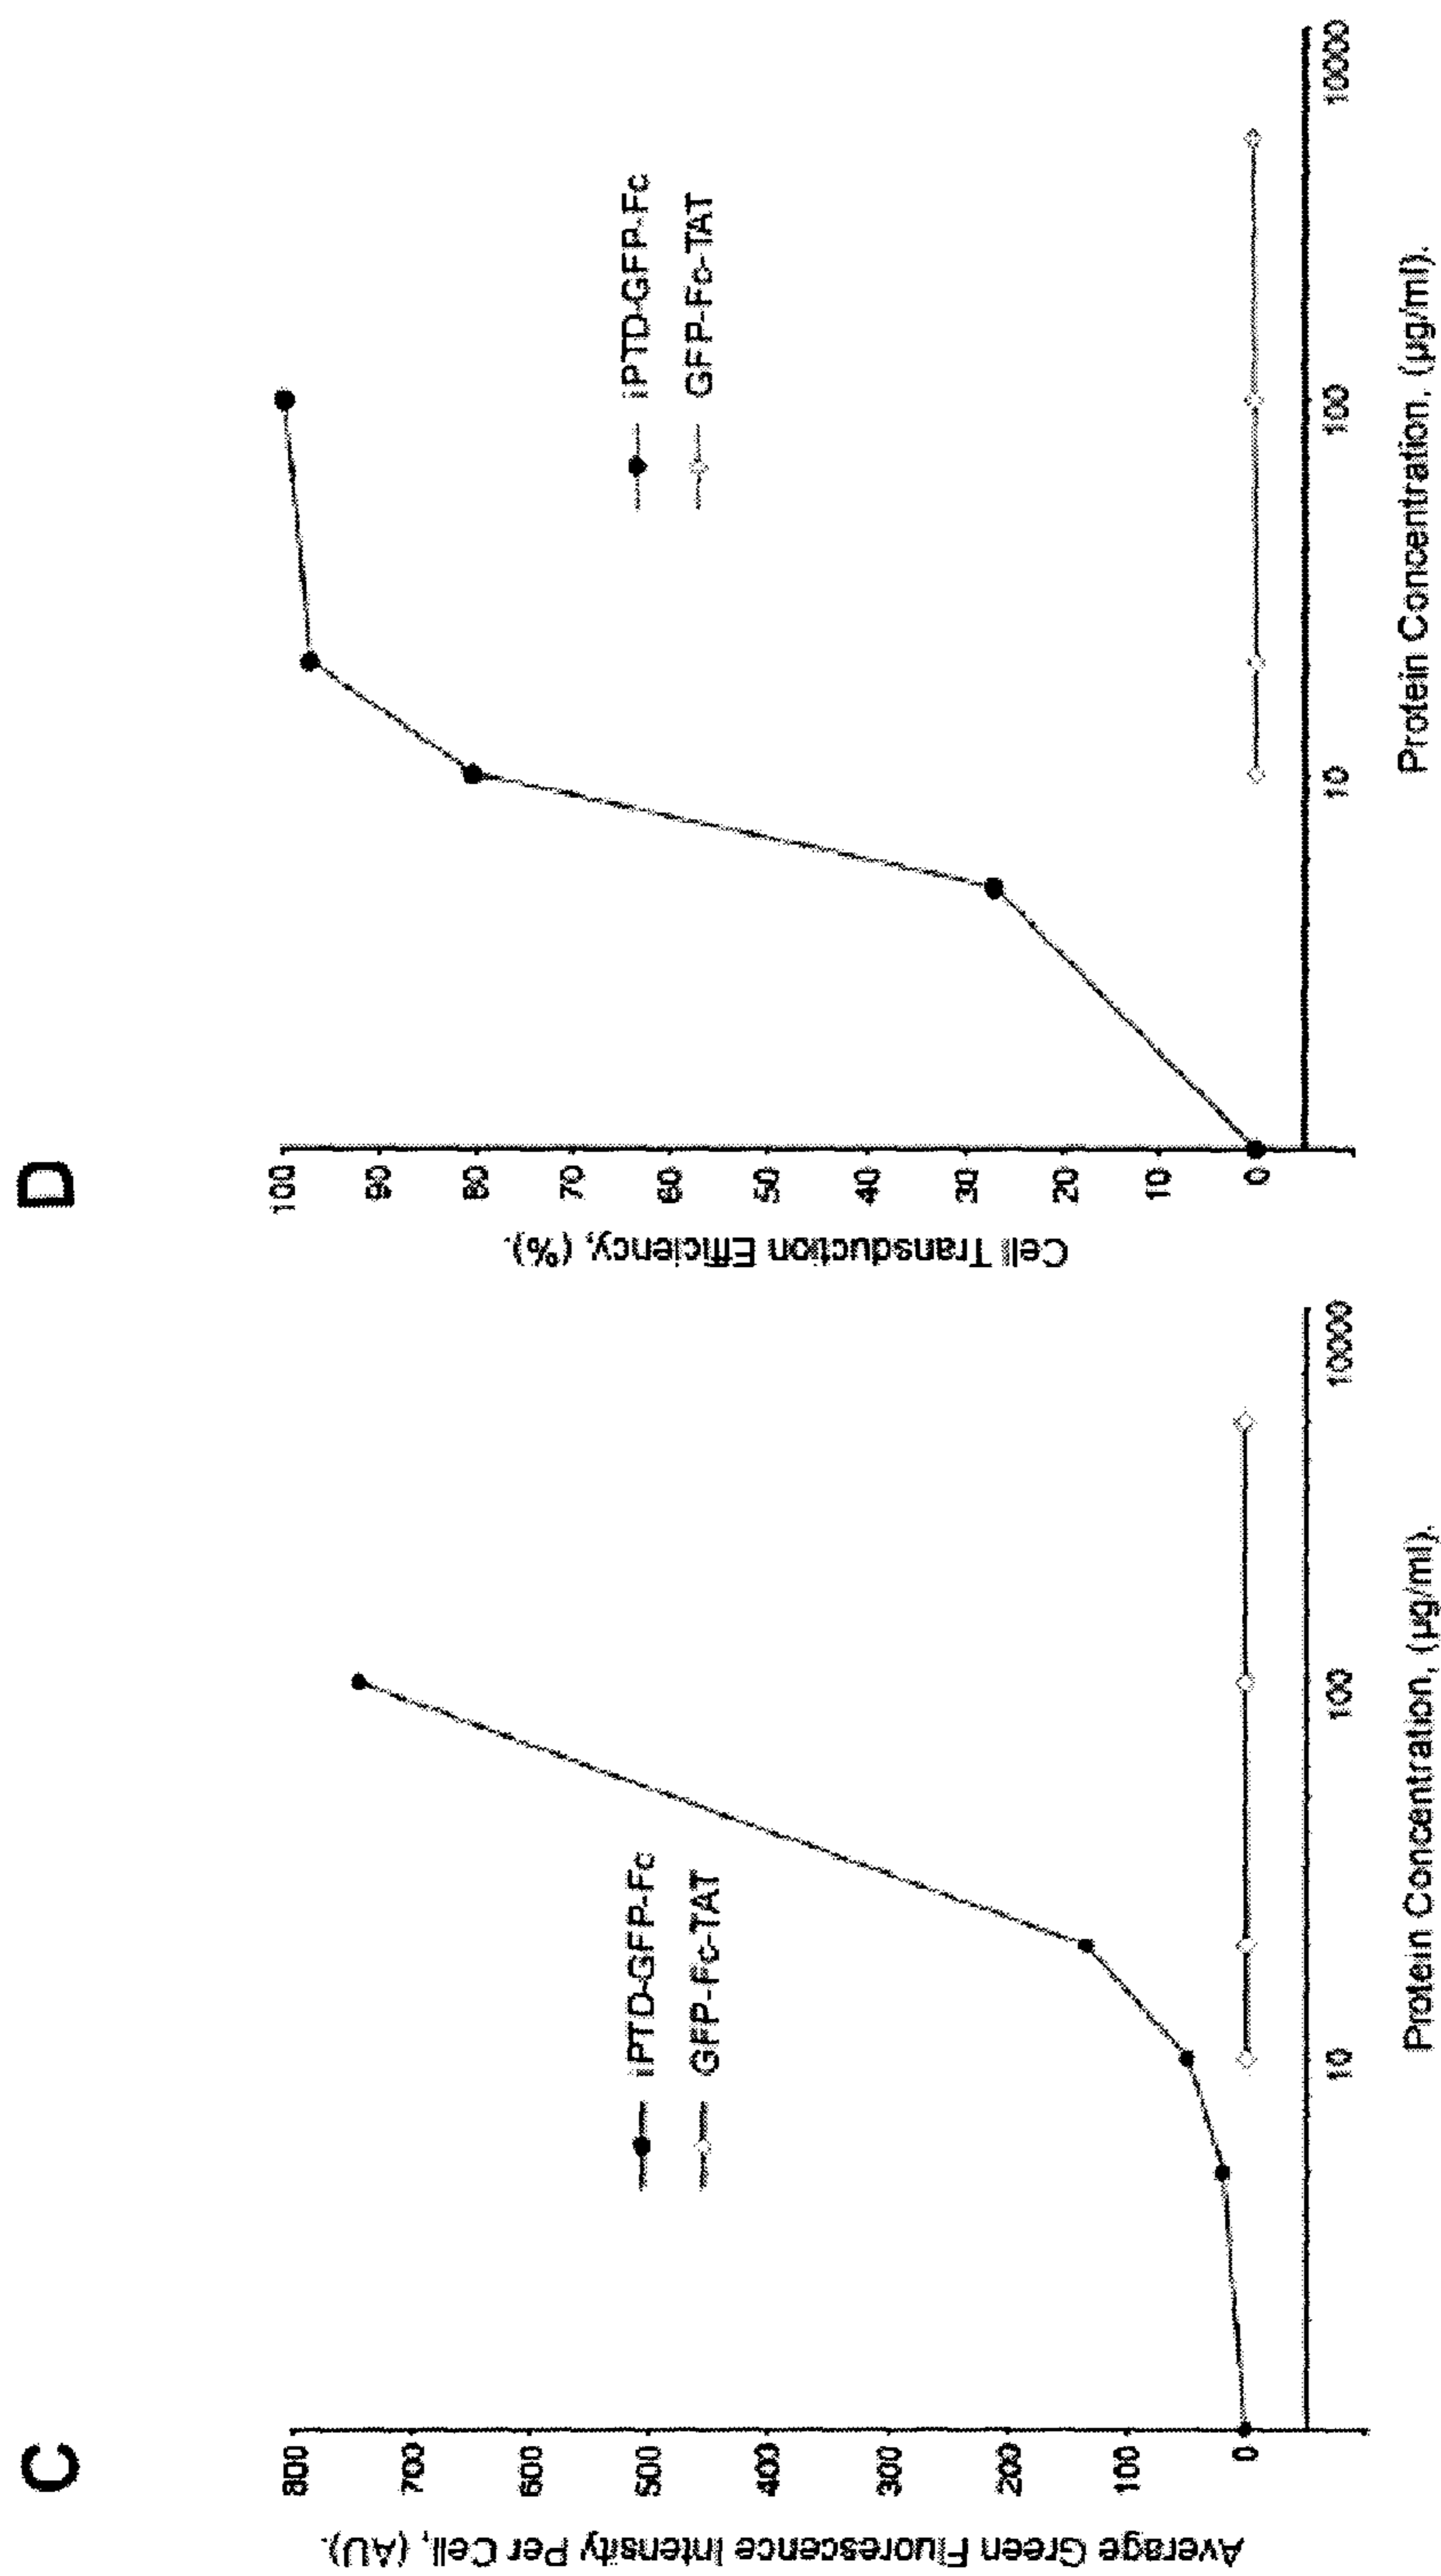 C
Average Green Fluorescence Intensity Per Cell, (AU).
800
700
600
500
400
300
200
100
0
iPTD-GFP-Fc
GFP-Fc-TAT
10
100
10000
Protein Concentration, (µg/ml).
D
Cell Transduction Efficiency, (%).
100
90
80
70
60
50
40
30
20
10
0
iPTD-GFP-Fc
GFP-Fc-TAT
10
100
10000
Protein Concentration, (µg/ml).